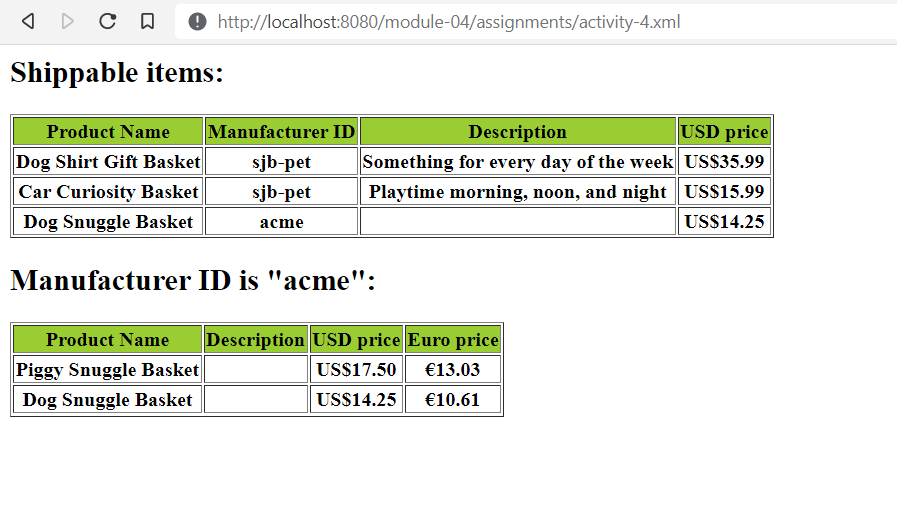 http://localhost:8080/module-04/assignments/activity-4.xml
Shippable items:
Product Name Manufacturer ID Description USD price
Dog Shirt Gift Basket sjb-pet Something for every day of the week US$35.99
Car Curiosity Basket sjb-pet Playtime morning, noon, and night US$15.99
Dog Snuggle Basket acme US$14.25
Manufacturer ID is "acme":
Product Name Description USD price Euro price
Piggy Snuggle Basket US$17.50 €13.03
Dog Snuggle Basket US$14.25 €10.61